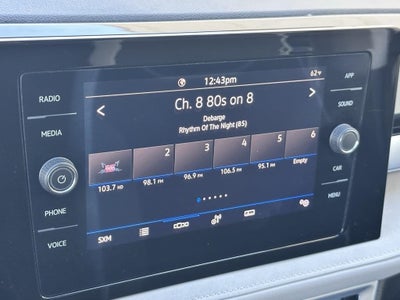 12:43pm
62°F
RADIO
APP
< Ch. 8 80s on 8 >
MEDIA
SOUND
Debarge
Rhythm Of The Night (85)
2 3 4 5 6
Empty
103.7 HD 98.1 FM 96.9 FM 106.5 FM 95.1 FM
CAR
PHONE
MENU
VOICE
SXM